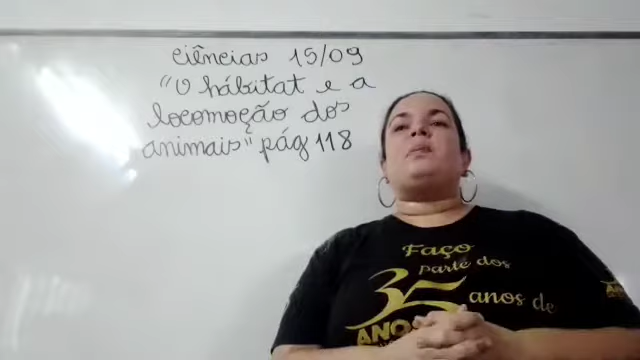 ciências 15/09
"O hábitat e a
locomoção dos
animais" pág 118
Faço
parte dos
35 anos de
ANOS